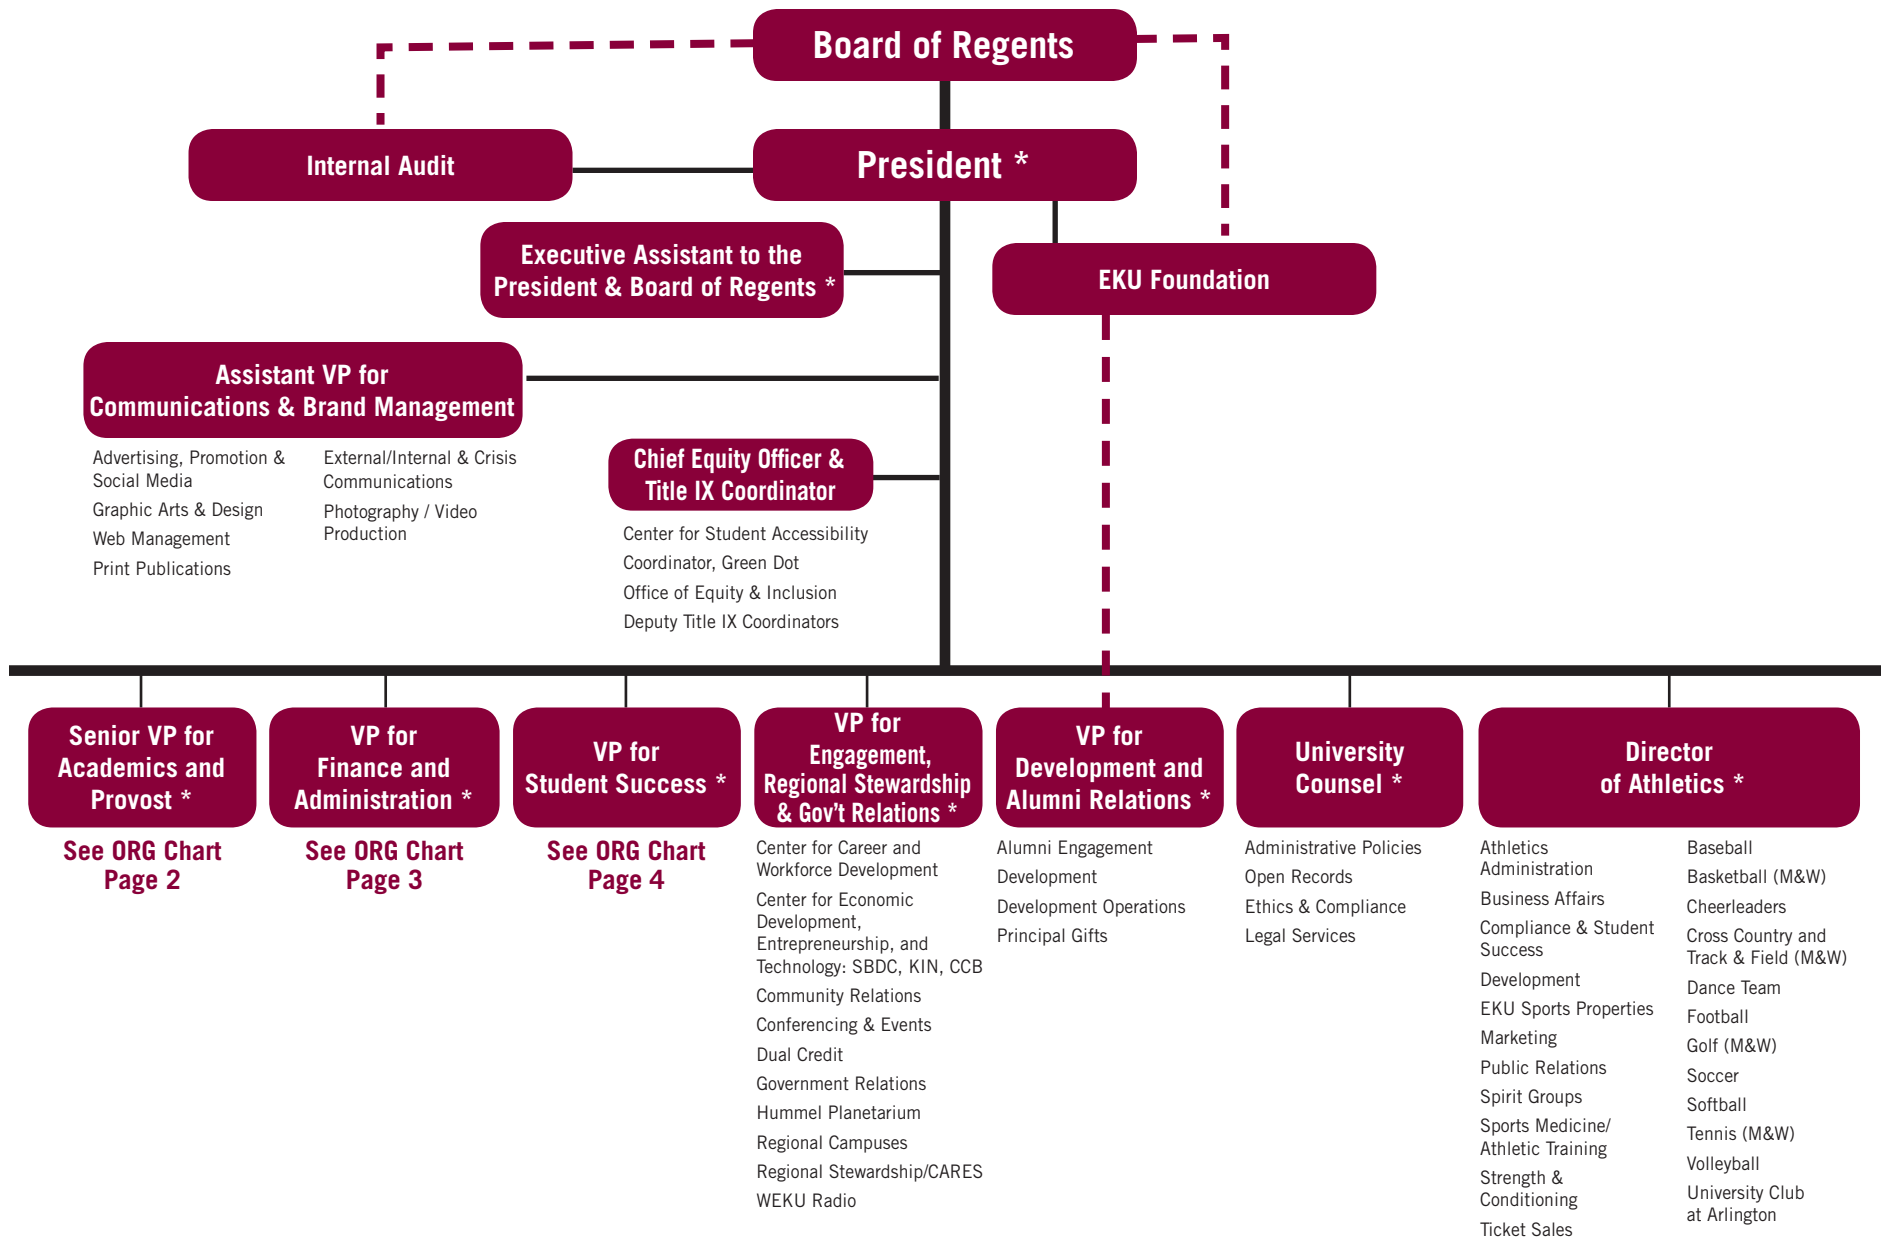 Board of Regents
Internal Audit
President *
Executive Assistant to the
President & Board of Regents *
EKU Foundation
Assistant VP for
Communications & Brand Management
Advertising, Promotion &
Social Media
Graphic Arts & Design
Web Management
Print Publications
External/Internal & Crisis
Communications
Photography / Video
Production
Chief Equity Officer &
Title IX Coordinator
Center for Student Accessibility
Coordinator, Green Dot
Office of Equity & Inclusion
Deputy Title IX Coordinators
Senior VP for
Academics and
Provost *
See ORG Chart
Page 2
VP for
Finance and
Administration *
See ORG Chart
Page 3
VP for
Student Success *
See ORG Chart
Page 4
VP for
Engagement,
Regional Stewardship
& Gov’t Relations *
Center for Career and
Workforce Development
Center for Economic
Development,
Entrepreneurship, and
Technology: SBDC, KIN, CCB
Community Relations
Conferencing & Events
Dual Credit
Government Relations
Hummel Planetarium
Regional Campuses
Regional Stewardship/CARES
WEKU Radio
VP for
Development and
Alumni Relations *
Alumni Engagement
Development
Development Operations
Principal Gifts
University
Counsel *
Administrative Policies
Open Records
Ethics & Compliance
Legal Services
Director
of Athletics *
Athletics
Administration
Business Affairs
Compliance & Student
Success
Development
EKU Sports Properties
Marketing
Public Relations
Spirit Groups
Sports Medicine/
Athletic Training
Strength &
Conditioning
Ticket Sales
Baseball
Basketball (M&W)
Cheerleaders
Cross Country and
Track & Field (M&W)
Dance Team
Football
Golf (M&W)
Soccer
Softball
Tennis (M&W)
Volleyball
University Club
at Arlington